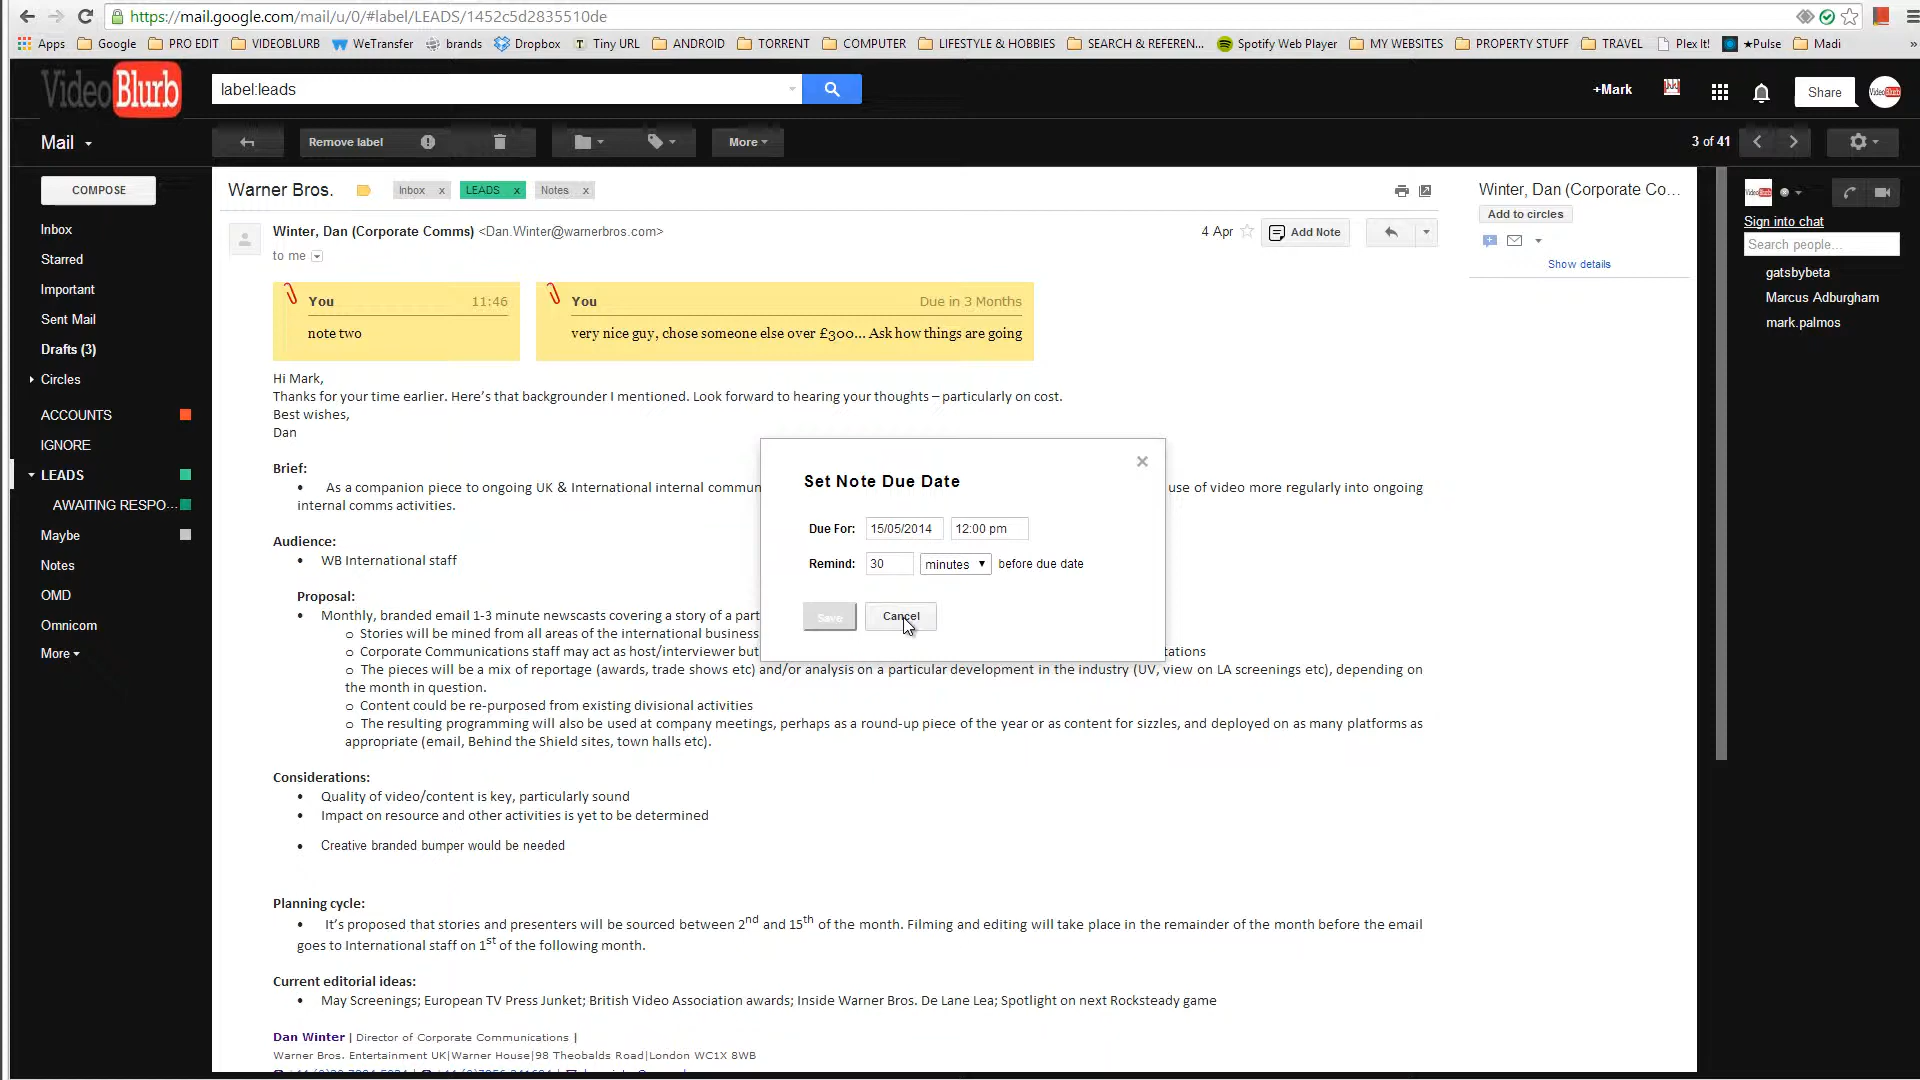 https://mail.google.com/mail/u/0/#label/LEADS/1452c5d2835510de
Apps Google PRO EDIT VIDEOBLURB WeTransfer brands Dropbox Tiny URL ANDROID TORRENT COMPUTER LIFESTYLE & HOBBIES SEARCH & REFEREN... Spotify Web Player MY WEBSITES PROPERTY STUFF TRAVEL Plex It! ★Pulse Madi »
VideoBlurb
label:leads
+Mark
Share
VideoBlurb
Mail
Remove label
More
3 of 41
COMPOSE
Inbox
Starred
Important
Sent Mail
Drafts (3)
Circles
ACCOUNTS
IGNORE
LEADS
AWAITING RESPO...
Maybe
Notes
OMD
Omnicom
More
Warner Bros.
Inbox x
LEADS x
Notes x
Winter, Dan (Corporate Comms) <Dan.Winter@warnerbros.com>
4 Apr
Add Note
to me
You 11:46
note two
You Due in 3 Months
very nice guy, chose someone else over £300... Ask how things are going
Hi Mark,
Thanks for your time earlier. Here's that backgrounder I mentioned. Look forward to hearing your thoughts – particularly on cost.
Best wishes,
Dan
Brief:
• As a companion piece to ongoing UK & International internal commun use of video more regularly into ongoing
internal comms activities.
Audience:
• WB International staff
Proposal:
• Monthly, branded email 1-3 minute newscasts covering a story of a part
o Stories will be mined from all areas of the international business
o Corporate Communications staff may act as host/interviewer but tations
o The pieces will be a mix of reportage (awards, trade shows etc) and/or analysis on a particular development in the industry (UV, view on LA screenings etc), depending on
the month in question.
o Content could be re-purposed from existing divisional activities
o The resulting programming will also be used at company meetings, perhaps as a round-up piece of the year or as content for sizzles, and deployed on as many platforms as
appropriate (email, Behind the Shield sites, town halls etc).
Considerations:
• Quality of video/content is key, particularly sound
• Impact on resource and other activities is yet to be determined
• Creative branded bumper would be needed
Planning cycle:
• It's proposed that stories and presenters will be sourced between 2nd and 15th of the month. Filming and editing will take place in the remainder of the month before the email
goes to International staff on 1st of the following month.
Current editorial ideas:
• May Screenings; European TV Press Junket; British Video Association awards; Inside Warner Bros. De Lane Lea; Spotlight on next Rocksteady game
Dan Winter | Director of Corporate Communications |
Warner Bros. Entertainment UK|Warner House|98 Theobalds Road|London WC1X 8WB
Set Note Due Date
Due For: 15/05/2014 12:00 pm
Remind: 30 minutes before due date
Save
Cancel
Winter, Dan (Corporate Co...
Add to circles
Show details
Sign into chat
Search people...
gatsbybeta
Marcus Adburgham
mark.palmos